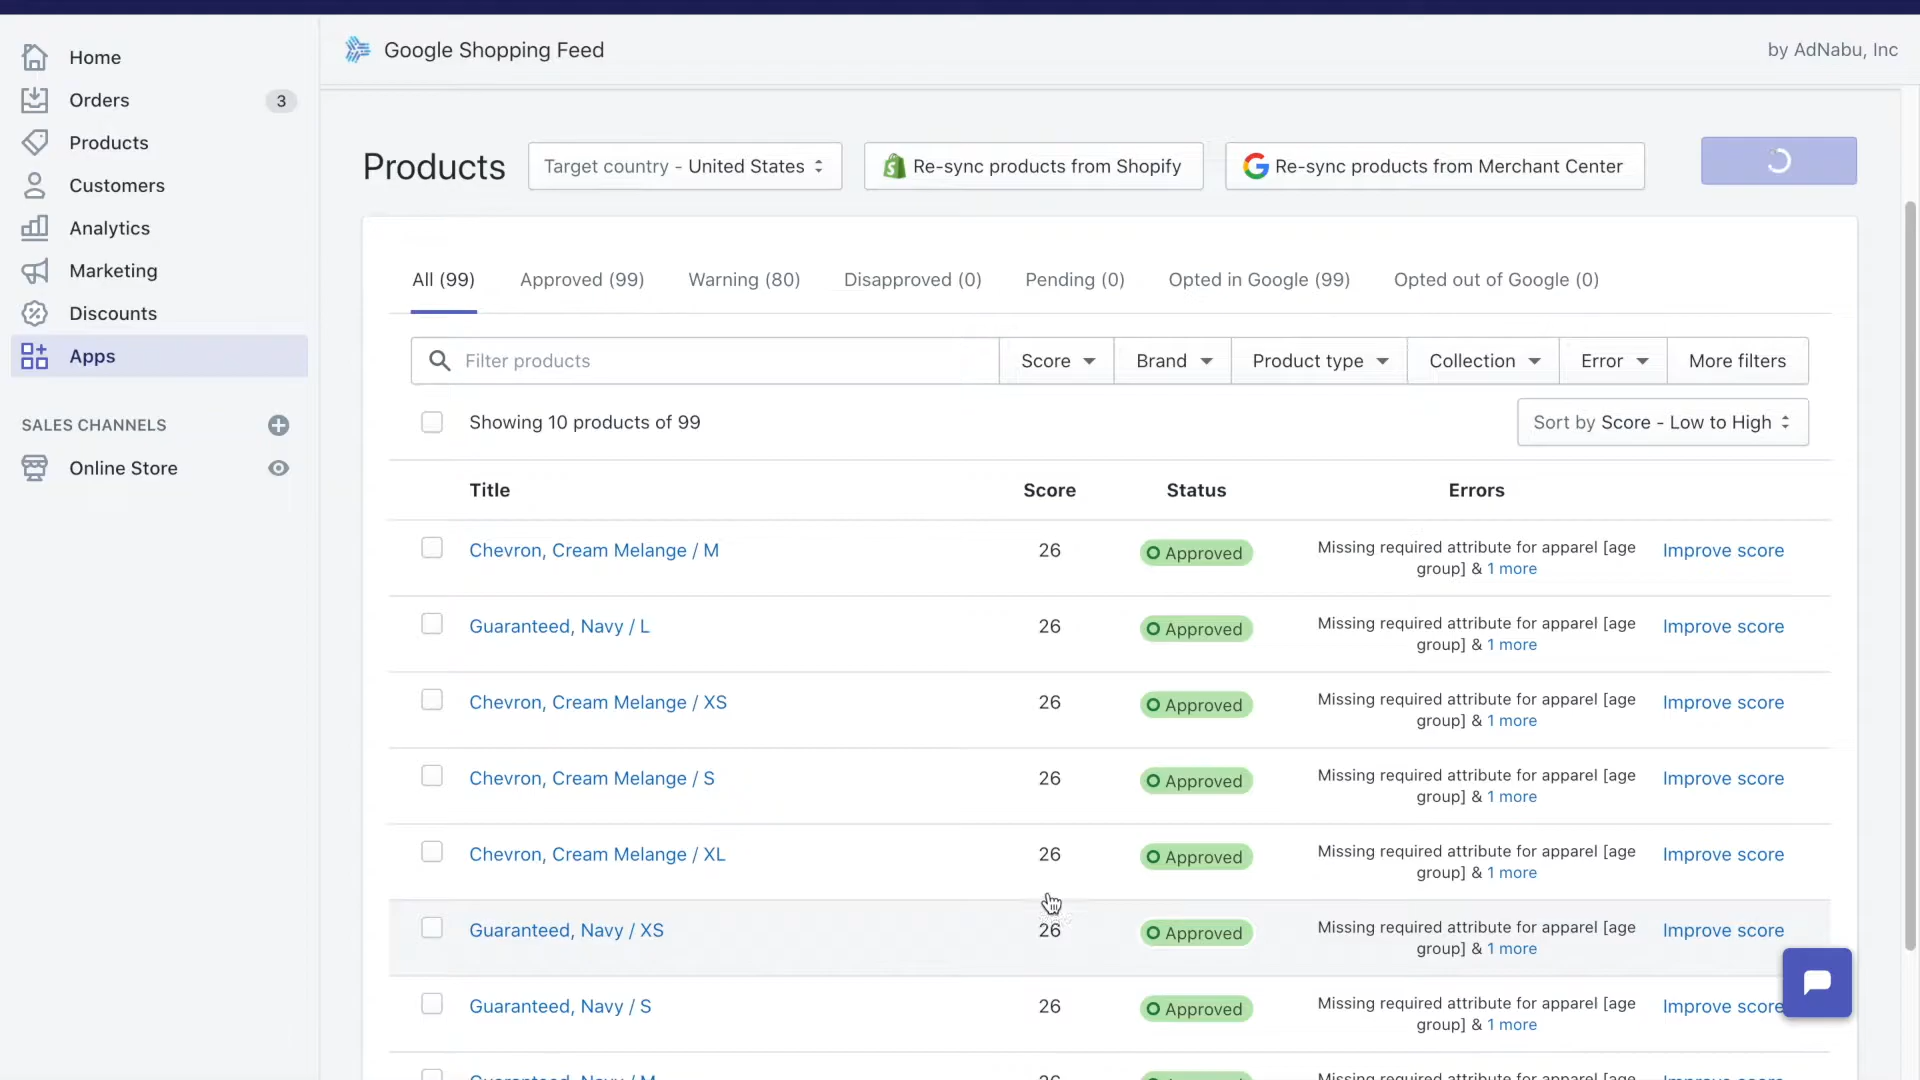 Home
Orders 3
Products
Customers
Analytics
Marketing
Discounts
Apps
SALES CHANNELS
Online Store
Google Shopping Feed
by AdNabu, Inc
Products
Target country - United States
Re-sync products from Shopify
Re-sync products from Merchant Center
All (99) Approved (99) Warning (80) Disapproved (0) Pending (0) Opted in Google (99) Opted out of Google (0)
Filter products Score Brand Product type Collection Error More filters
Showing 10 products of 99
Sort by Score - Low to High
Title Score Status Errors
Chevron, Cream Melange / M 26 Approved Missing required attribute for apparel [age Improve score
group] & 1 more
Guaranteed, Navy / L 26 Approved Missing required attribute for apparel [age Improve score
group] & 1 more
Chevron, Cream Melange / XS 26 Approved Missing required attribute for apparel [age Improve score
group] & 1 more
Chevron, Cream Melange / S 26 Approved Missing required attribute for apparel [age Improve score
group] & 1 more
Chevron, Cream Melange / XL 26 Approved Missing required attribute for apparel [age Improve score
group] & 1 more
Guaranteed, Navy / XS 26 Approved Missing required attribute for apparel [age Improve score
group] & 1 more
Guaranteed, Navy / S 26 Approved Missing required attribute for apparel [age Improve score
group] & 1 more
Guaranteed, Navy / M 26 Missing required attribute for apparel [age Improve score